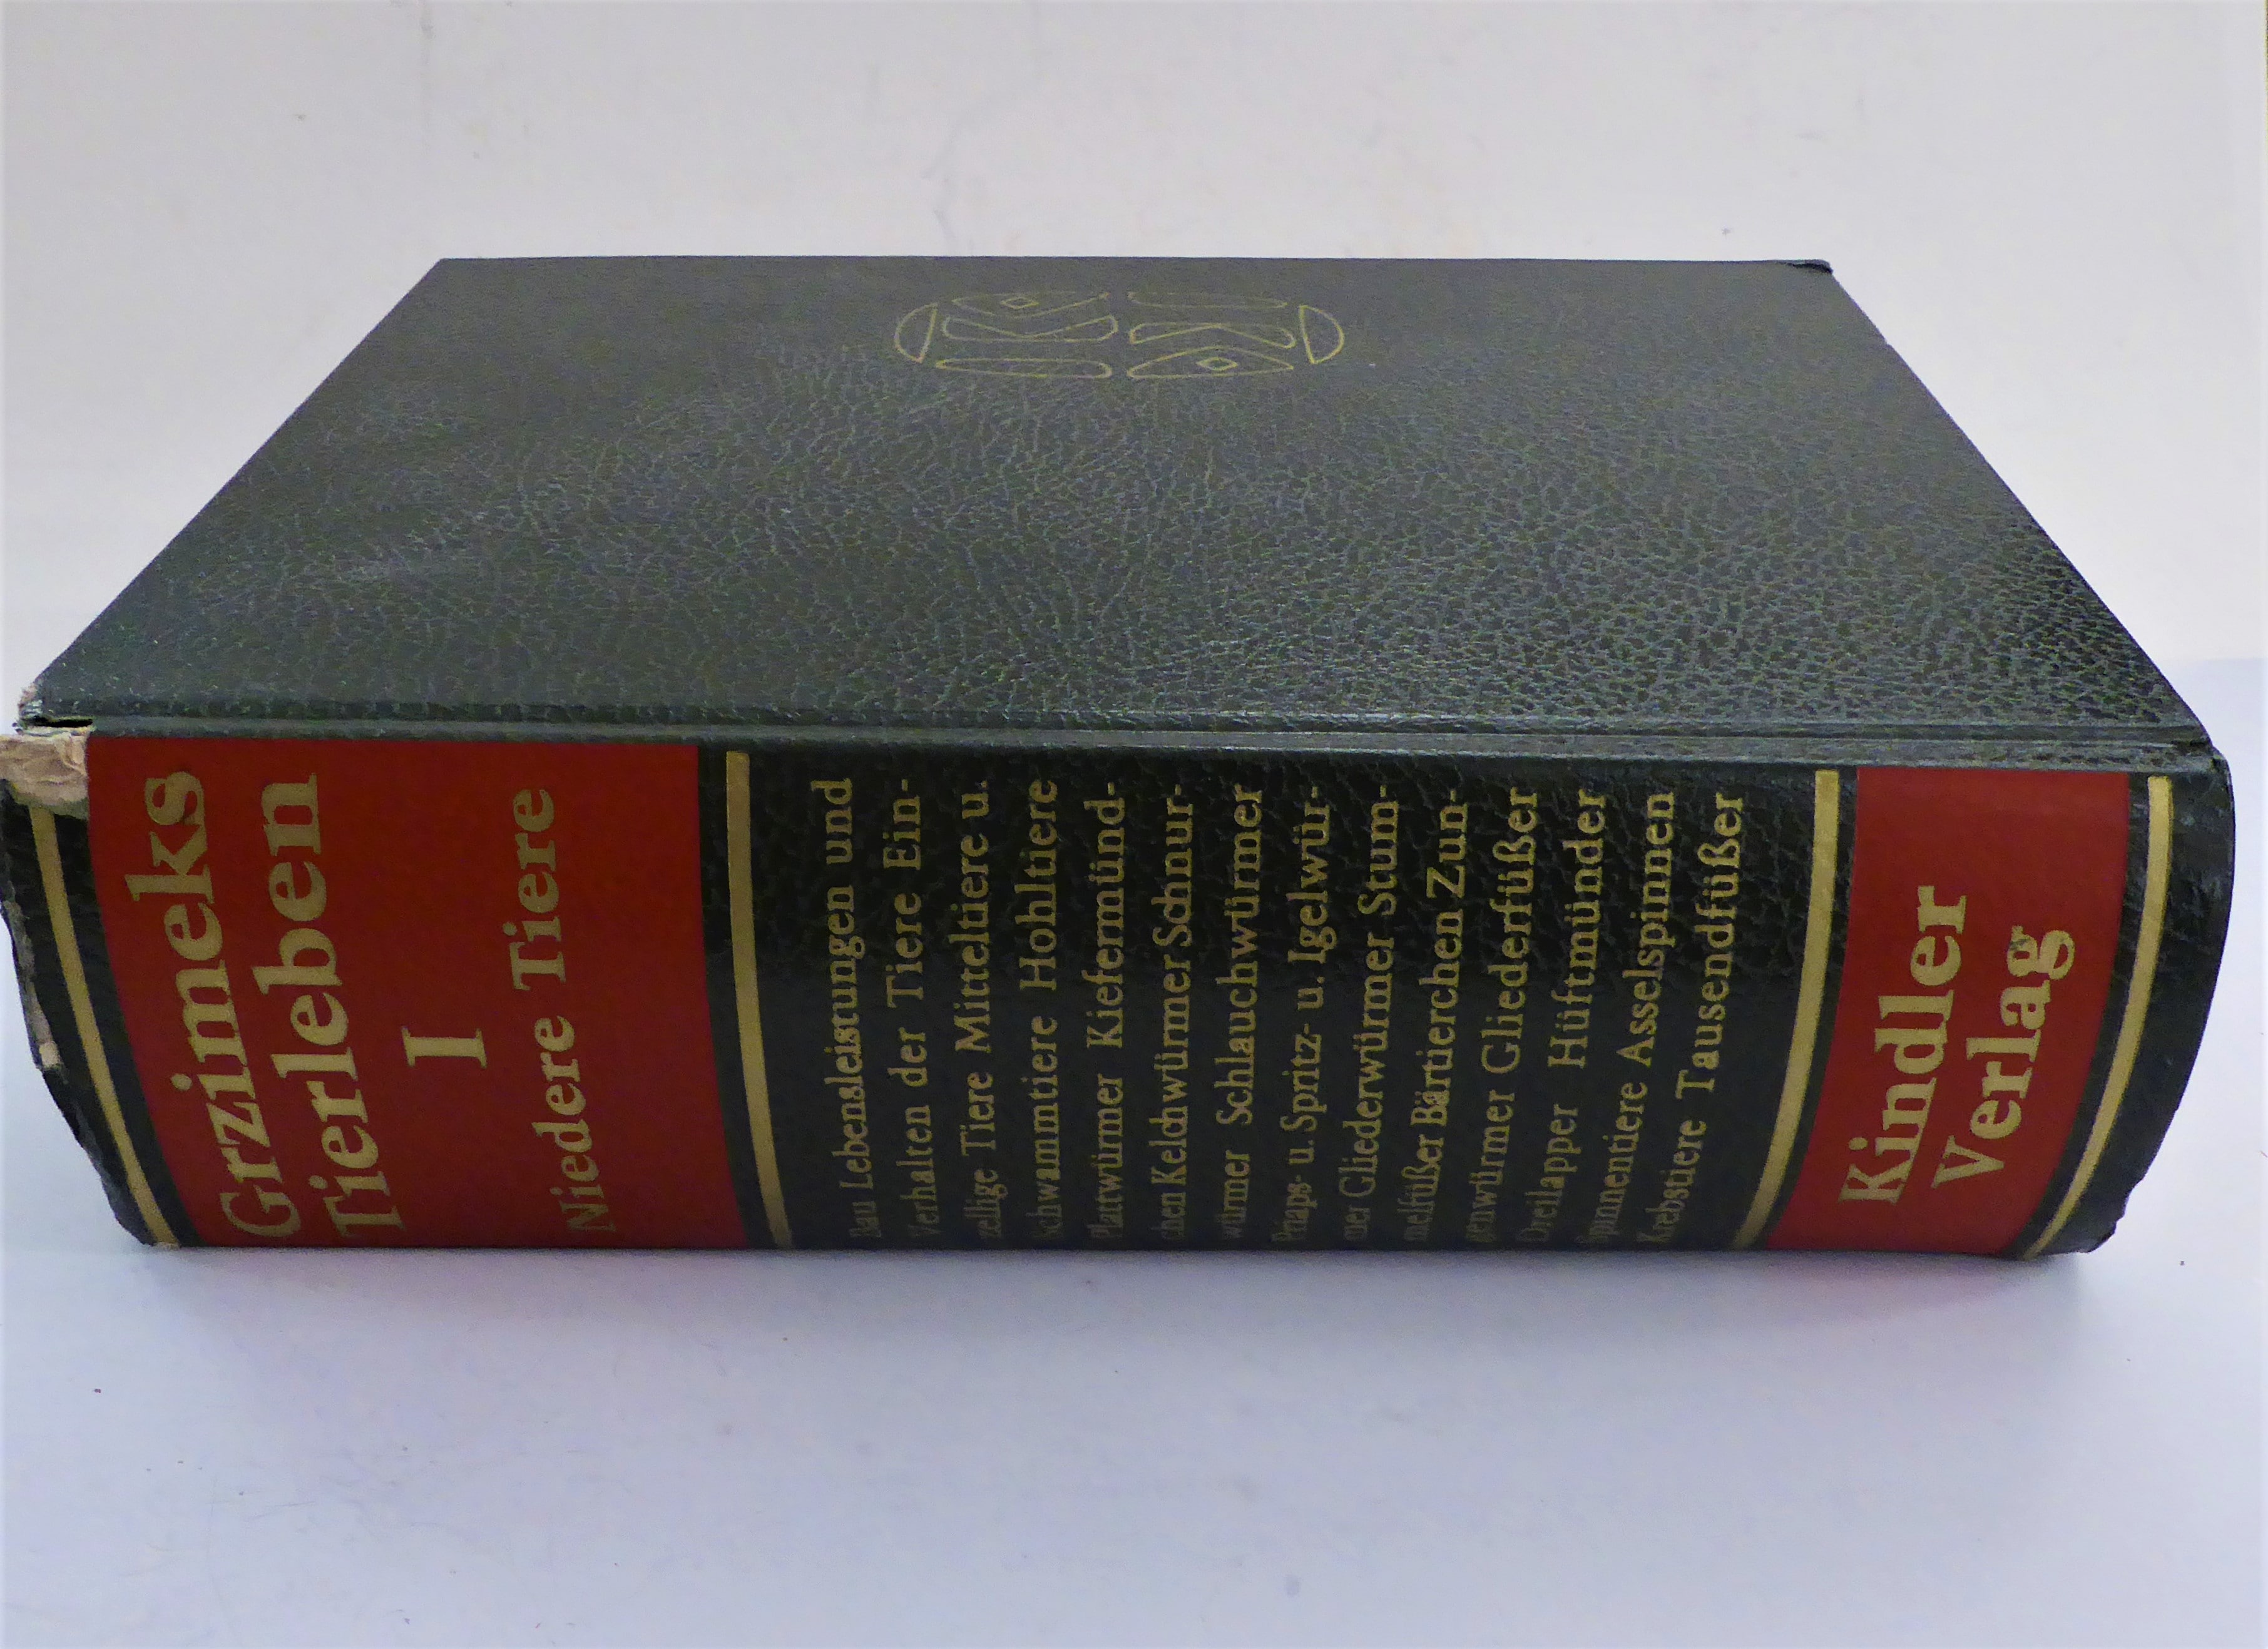 Grzimeks
Tierleben
I
Niedere Tiere
Bau Lebensleistungen und
Verhalten der Tiere Ein-
zellige Tiere Mitteltiere u.
Schwammtiere Hohltiere
Plattwürmer Kiefermünd-
chen Kelchwürmer Schnur-
würmer Schlauchwürmer
Priaps- u. Spritz- u. Igelwür-
mer Gliederwürmer Stum-
melfüßer Bärtierchen Zun-
genwürmer Gliederfüßer
Dreilapper Hüftmünder
Spinnentiere Asselspinnen
Krebstiere Tausendfüßer
Kindler
Verlag